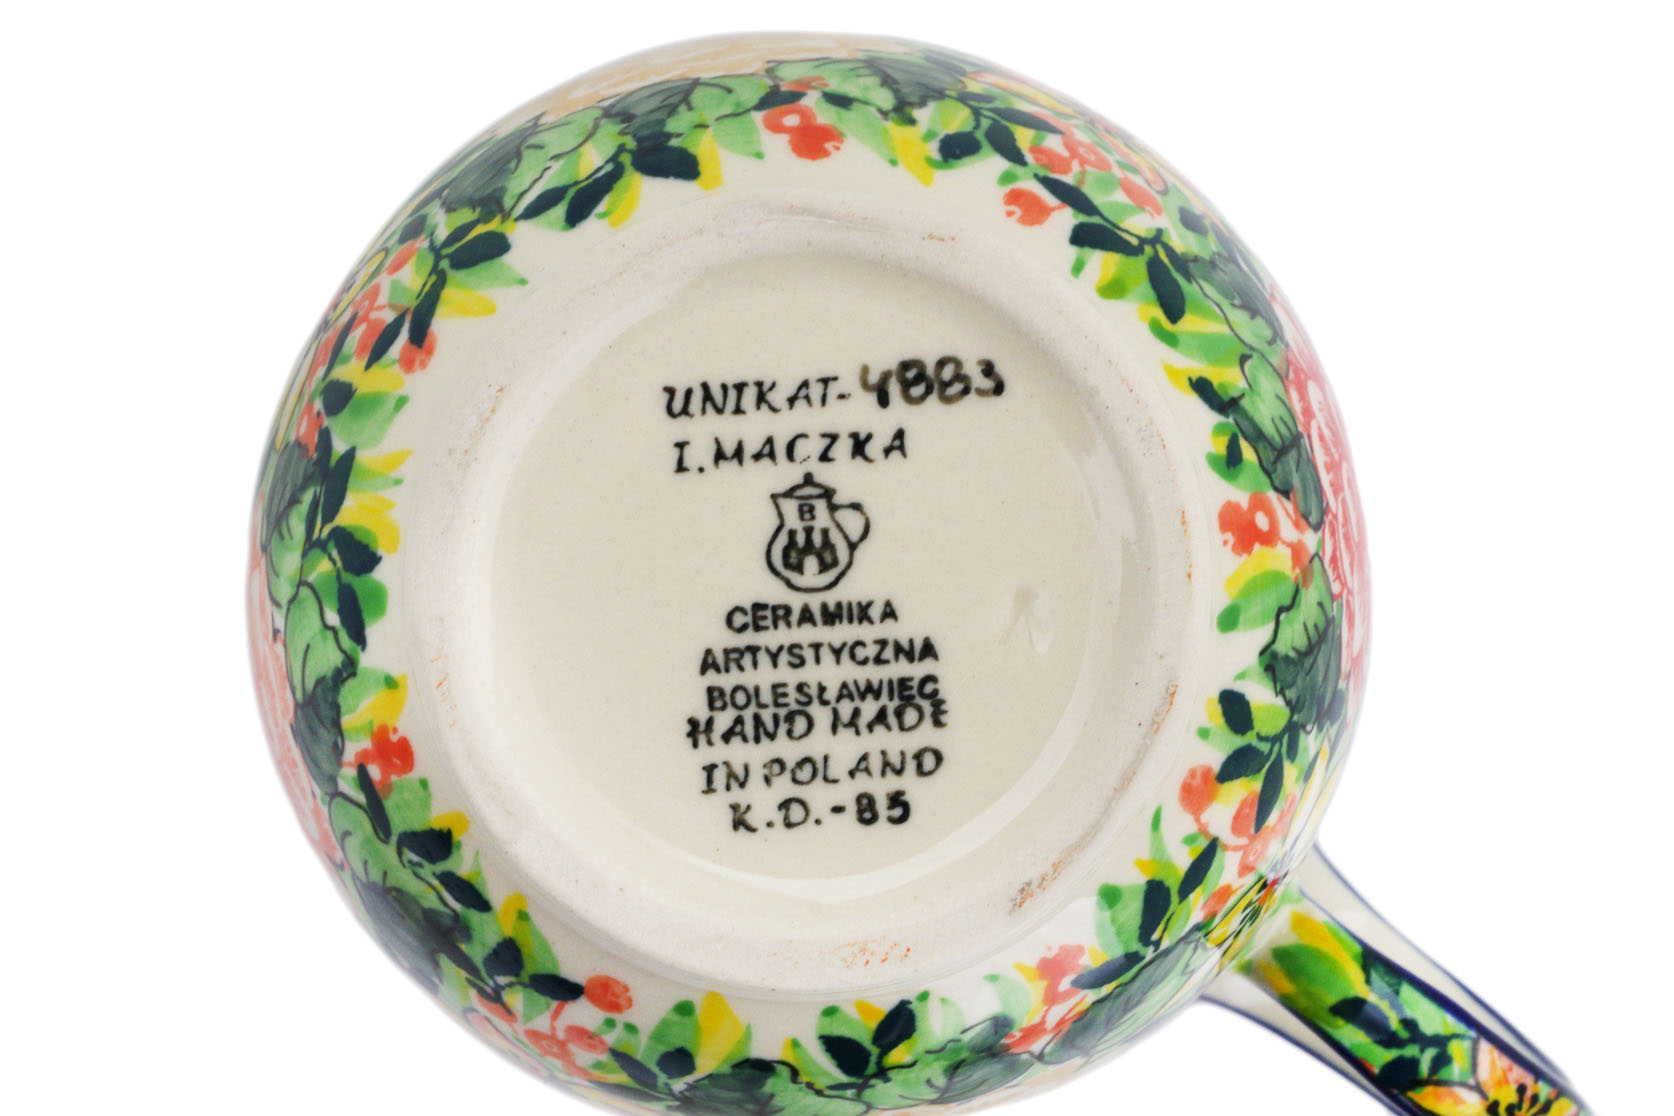 UNIKAT-4883
I. MACZKA
B
CERAMIKA
ARTYSTYCZNA
BOLESŁAWIEC
HAND MADE
IN POLAND
K.D.-85